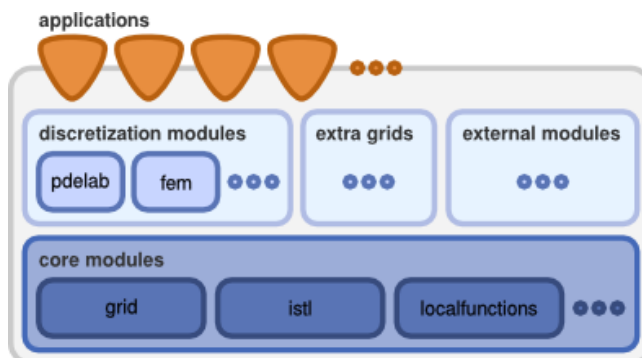 applications
discretization modules
extra grids
external modules
pdelab
fem
core modules
grid
istl
localfunctions